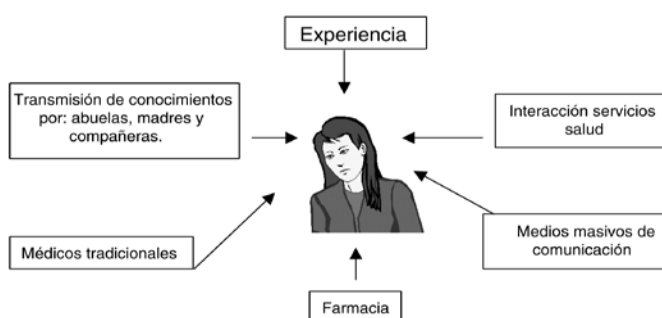 Experiencia
Transmisión de conocimientos
por: abuelas, madres y
compañeras.
Interacción servicios
salud
Médicos tradicionales
Medios masivos de
comunicación
Farmacia